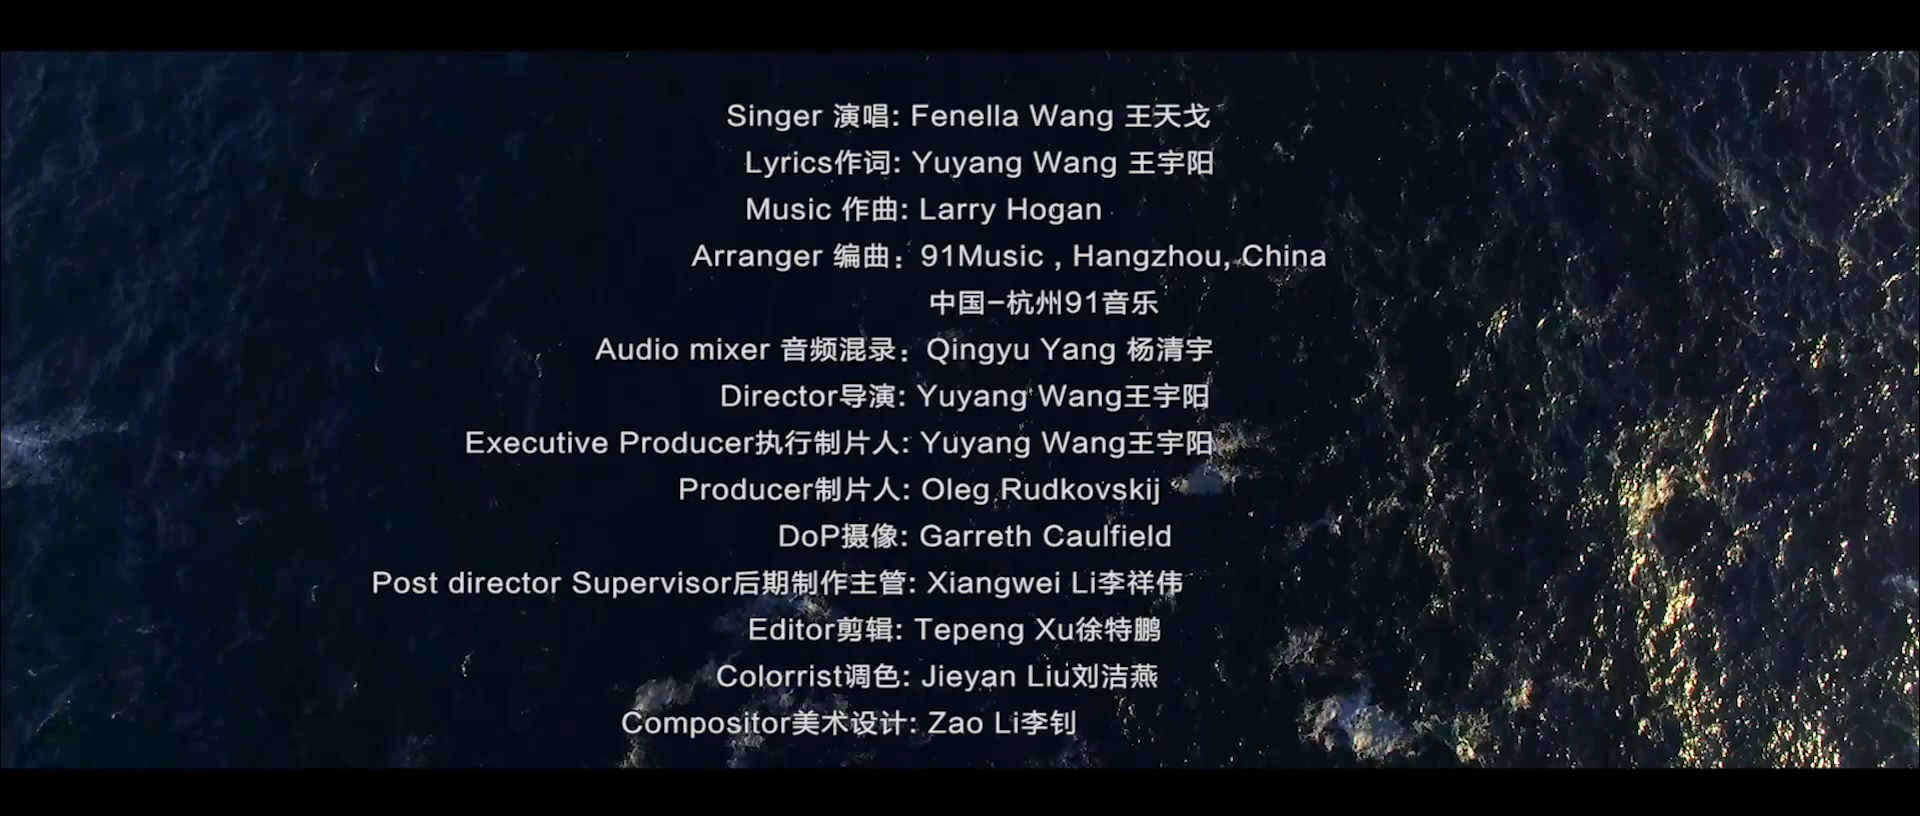 Singer 演唱: Fenella Wang 王天戈
Lyrics作词: Yuyang Wang 王宇阳
Music 作曲: Larry Hogan
Arranger 编曲：91Music , Hangzhou, China
中国-杭州91音乐
Audio mixer 音频混录：Qingyu Yang 杨清宇
Director导演: Yuyang Wang王宇阳
Executive Producer执行制片人: Yuyang Wang王宇阳
Producer制片人: Oleg Rudkovskij
DoP摄像: Garreth Caulfield
Post director Supervisor后期制作主管: Xiangwei Li李祥伟
Editor剪辑: Tepeng Xu徐特鹏
Colorrist调色: Jieyan Liu刘洁燕
Compositor美术设计: Zao Li李钊